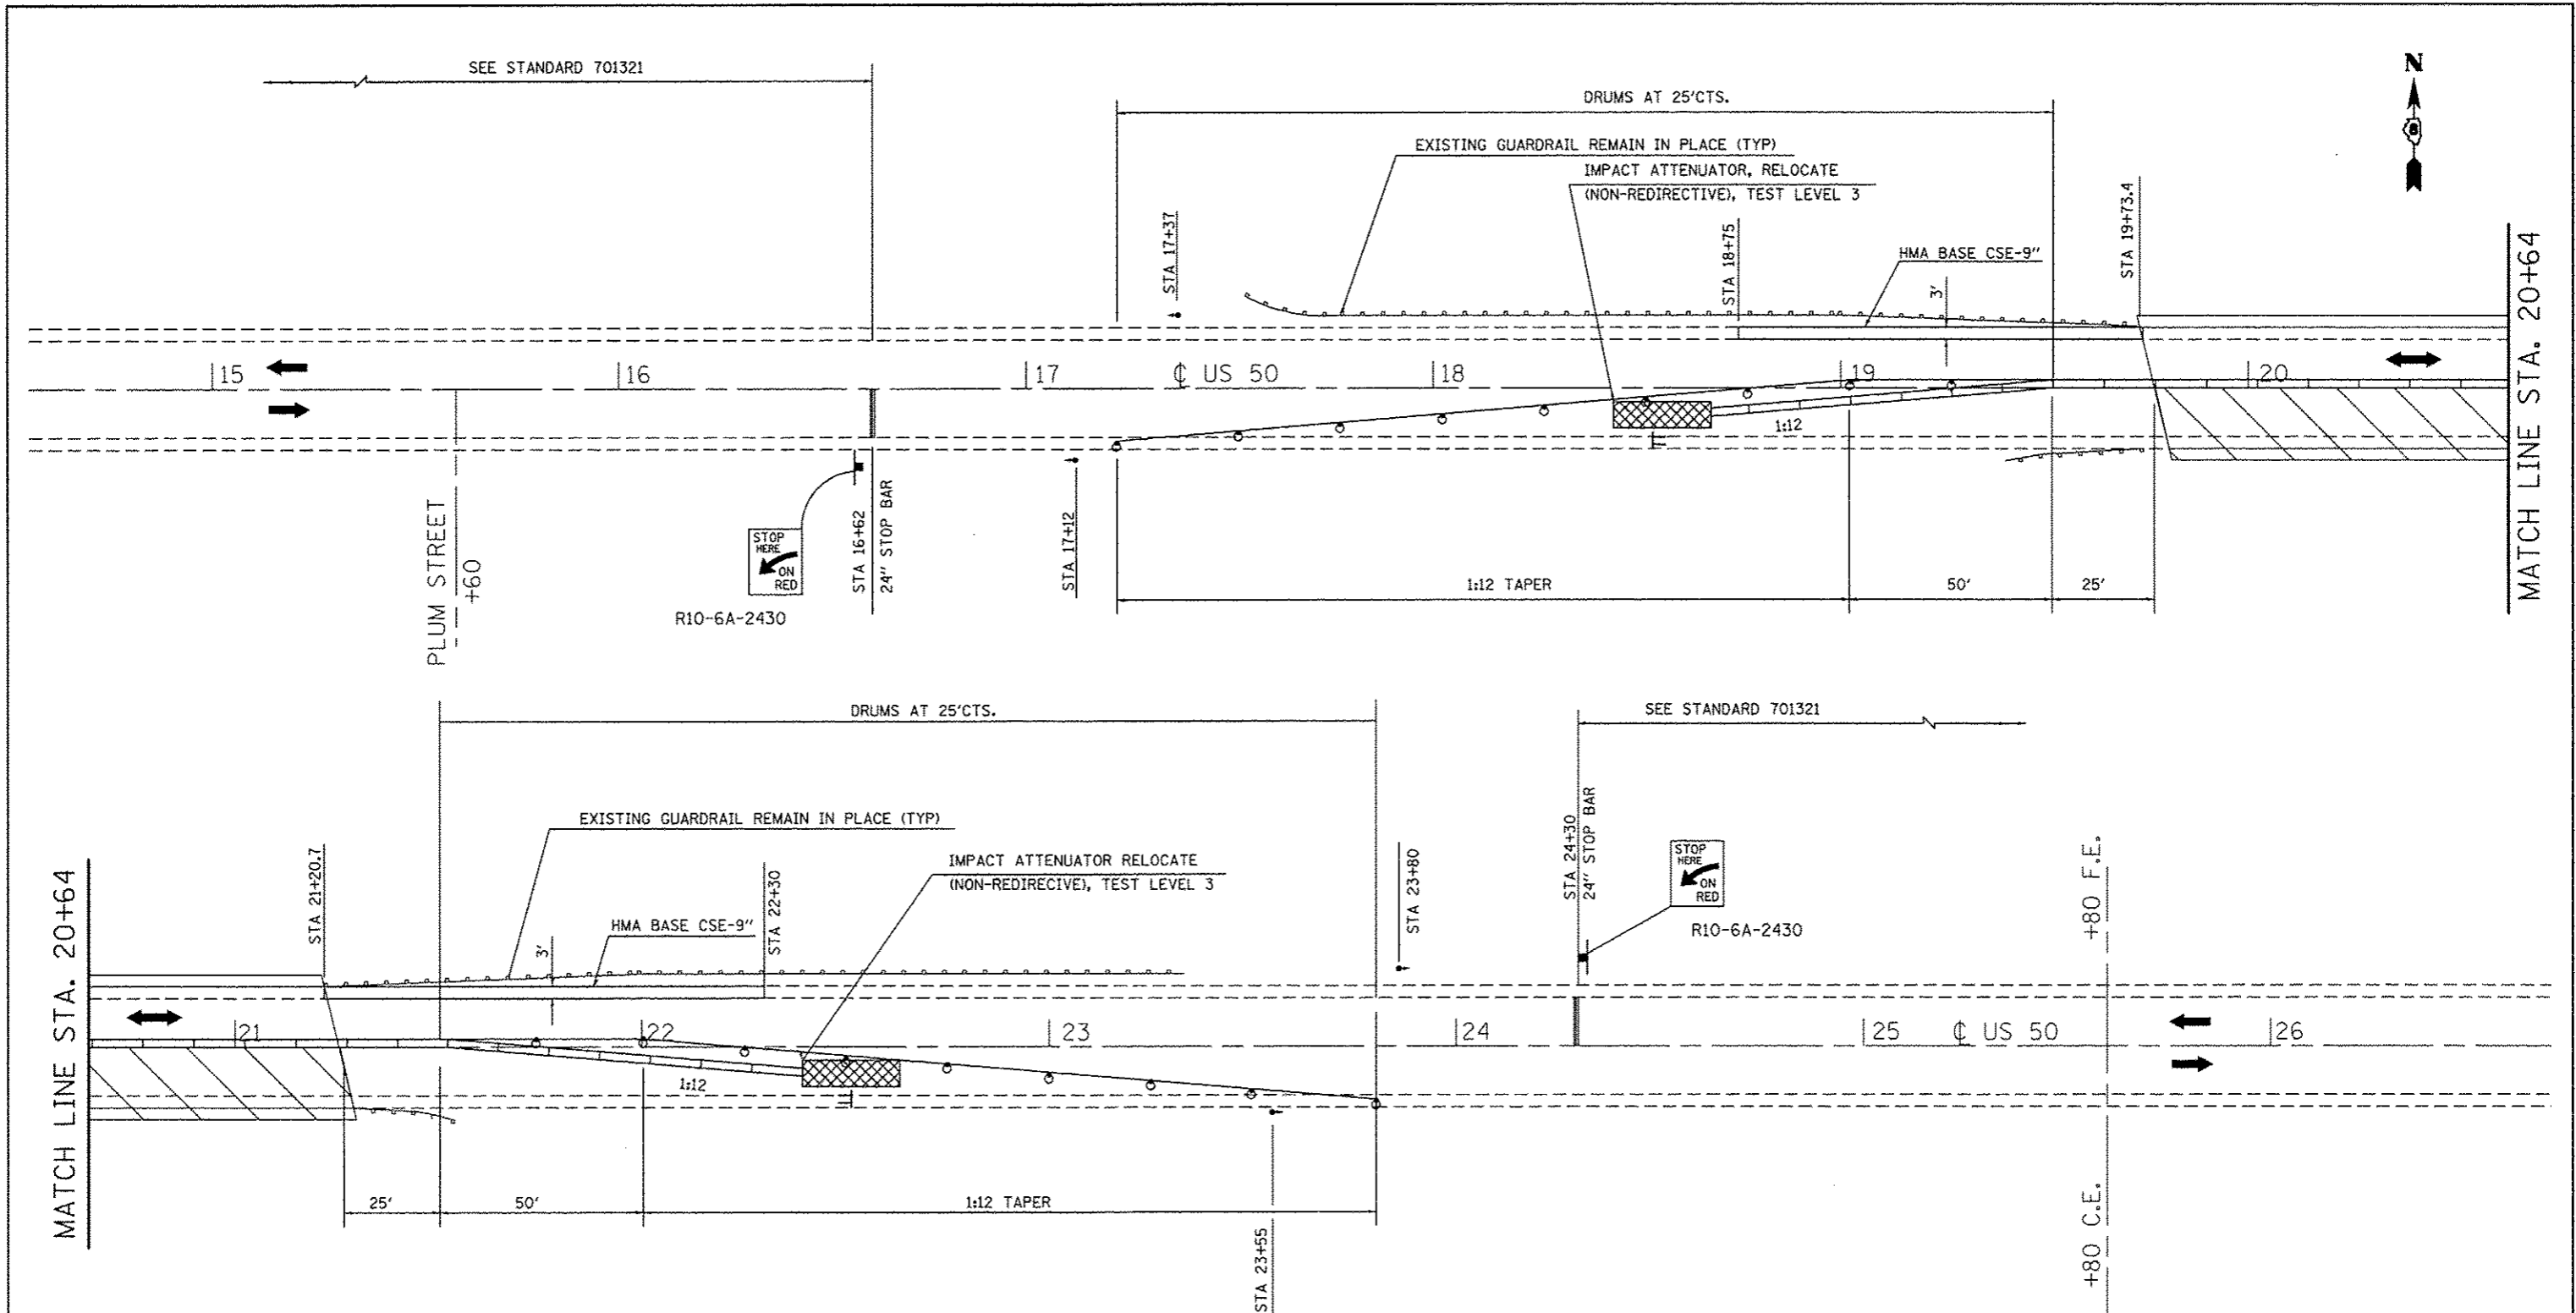 SEE STANDARD 701321
DRUMS AT 25'CTS.
N
EXISTING GUARDRAIL REMAIN IN PLACE (TYP)
IMPACT ATTENUATOR, RELOCATE
(NON-REDIRECTIVE), TEST LEVEL 3
STA 17+37
STA 18+75
HMA BASE CSE-9"
3'
STA 19+73.4
MATCH LINE STA. 20+64
15
16
17
℄ US 50
18
19
20
1:12
PLUM STREET
+60
STOP
HERE
ON
RED
R10-6A-2430
STA 16+62
24" STOP BAR
STA 17+12
1:12 TAPER
50'
25'
DRUMS AT 25'CTS.
SEE STANDARD 701321
EXISTING GUARDRAIL REMAIN IN PLACE (TYP)
IMPACT ATTENUATOR RELOCATE
(NON-REDIRECIVE), TEST LEVEL 3
MATCH LINE STA. 20+64
STA 21+20.7
HMA BASE CSE-9"
3'
STA 22+30
STA 23+80
STA 24+30
24" STOP BAR
STOP
HERE
ON
RED
R10-6A-2430
+80 F.E.
21
22
23
24
25
℄ US 50
26
1:12
25'
50'
1:12 TAPER
STA 23+55
+80 C.E.